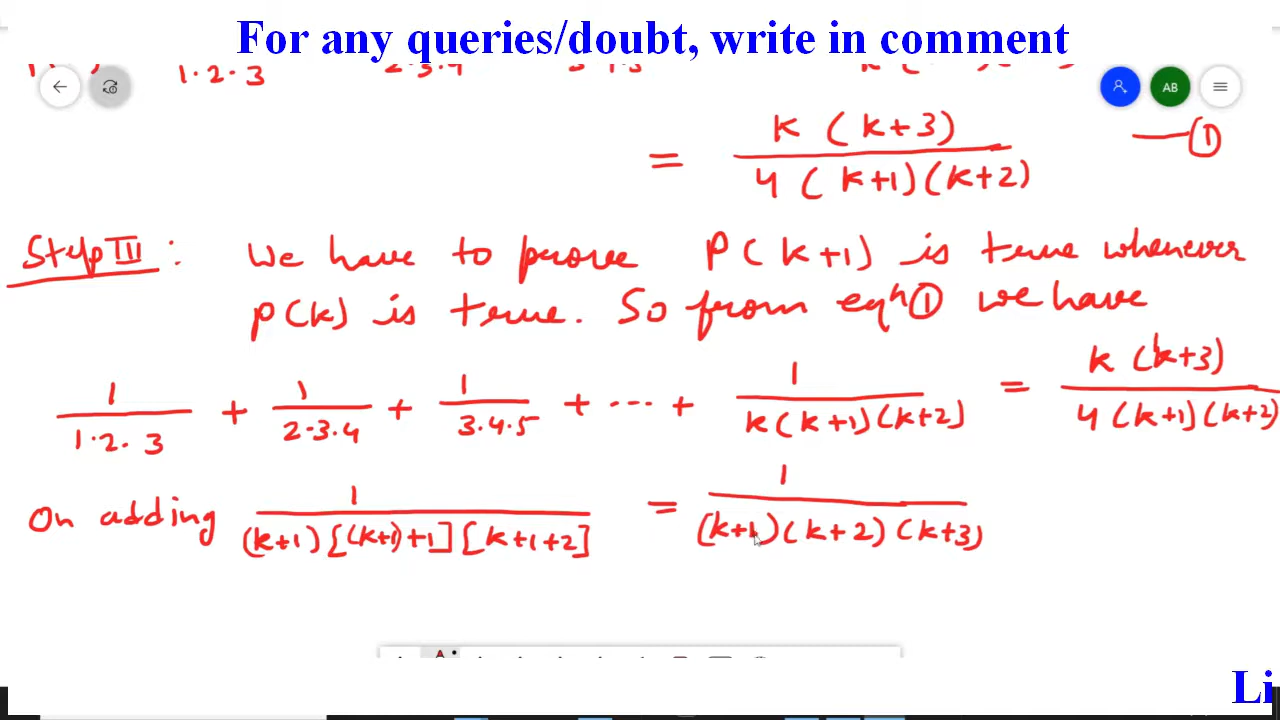 For any queries/doubt, write in comment
1·2·3
AB
= k(k+3) / 4(k+1)(k+2) —①
Step III : We have to prove P(k+1) is true whenever
P(k) is true. So from eqⁿ① we have
1/1·2·3 + 1/2·3·4 + 1/3·4·5 + ... + 1/k(k+1)(k+2) = k(k+3)/4(k+1)(k+2)
On adding 1/(k+1)[(k+1)+1][k+1+2] = 1/(k+1)(k+2)(k+3)
Li